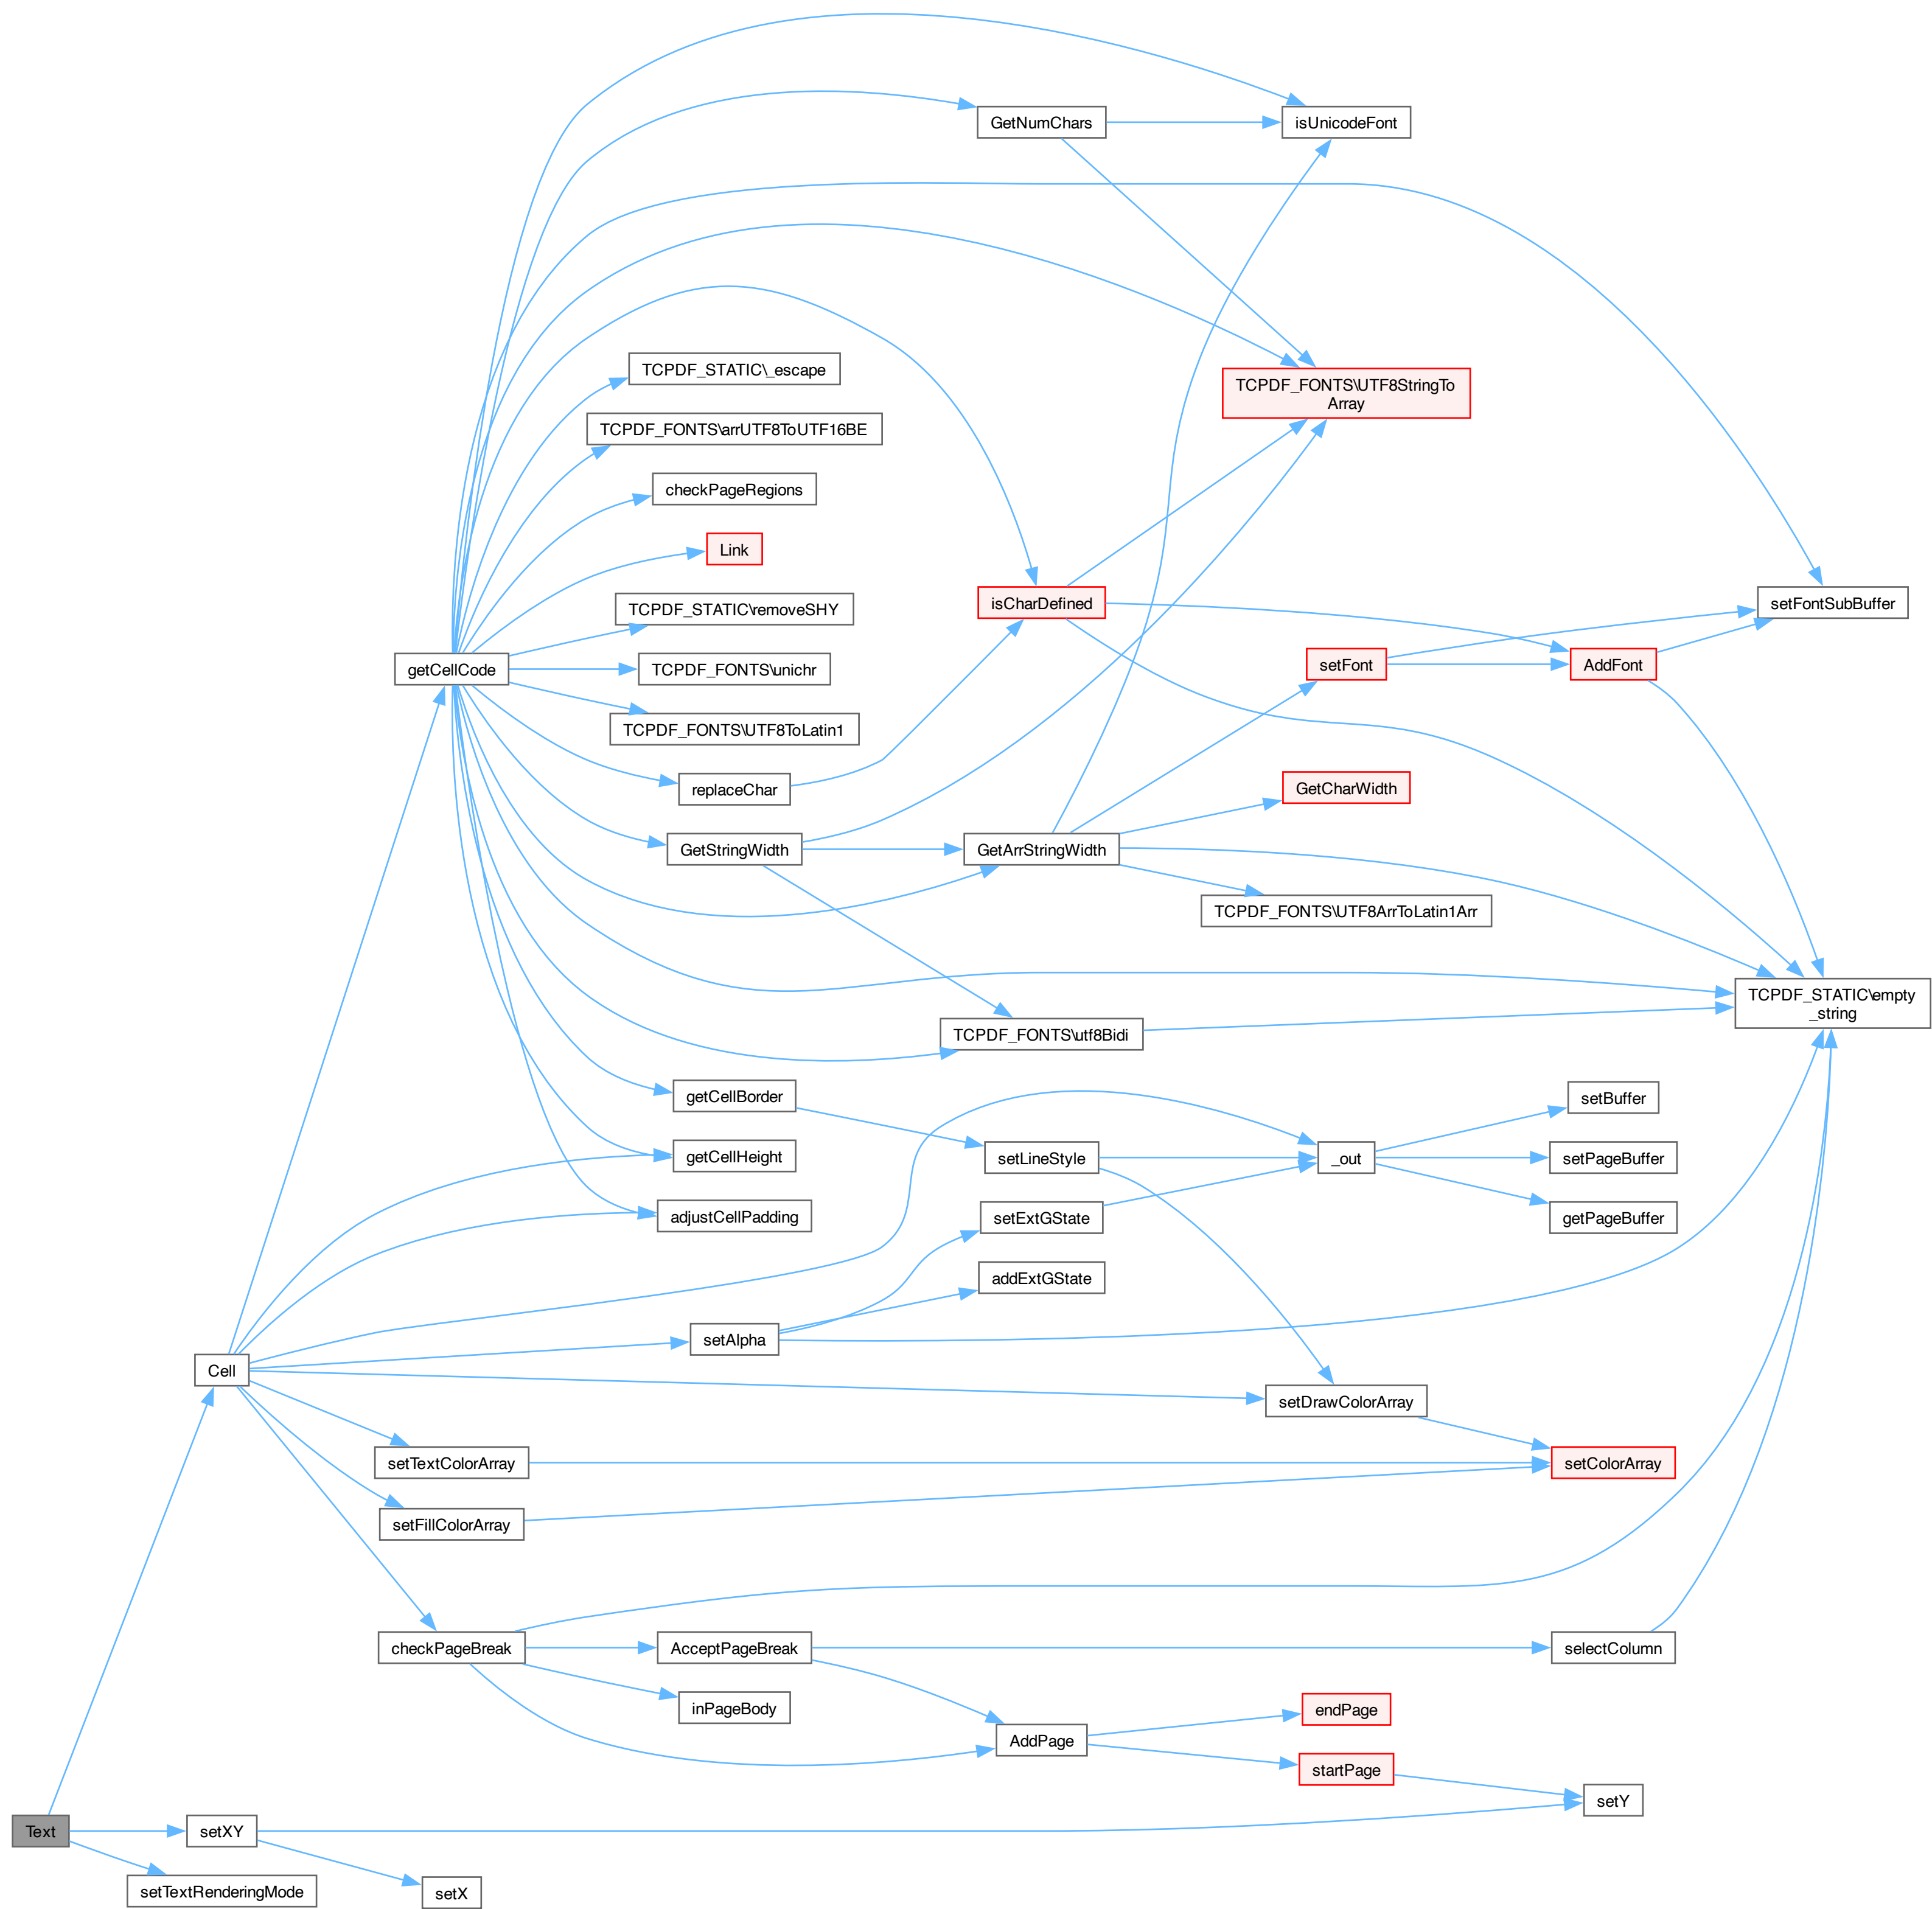 GetNumChars
isUnicodeFont
TCPDF_STATIC\_escape
TCPDF_FONTS\UTF8StringTo
Array
TCPDF_FONTS\arrUTF8ToUTF16BE
checkPageRegions
Link
TCPDF_STATIC\removeSHY
isCharDefined
setFontSubBuffer
getCellCode
TCPDF_FONTS\unichr
setFont
AddFont
TCPDF_FONTS\UTF8ToLatin1
replaceChar
GetCharWidth
GetStringWidth
GetArrStringWidth
TCPDF_FONTS\UTF8ArrToLatin1Arr
TCPDF_STATIC\empty
_string
TCPDF_FONTS\utf8Bidi
getCellBorder
setBuffer
getCellHeight
setLineStyle
_out
setPageBuffer
adjustCellPadding
setExtGState
getPageBuffer
addExtGState
setAlpha
Cell
setDrawColorArray
setTextColorArray
setColorArray
setFillColorArray
checkPageBreak
AcceptPageBreak
selectColumn
inPageBody
endPage
AddPage
startPage
setY
Text
setXY
setTextRenderingMode
setX